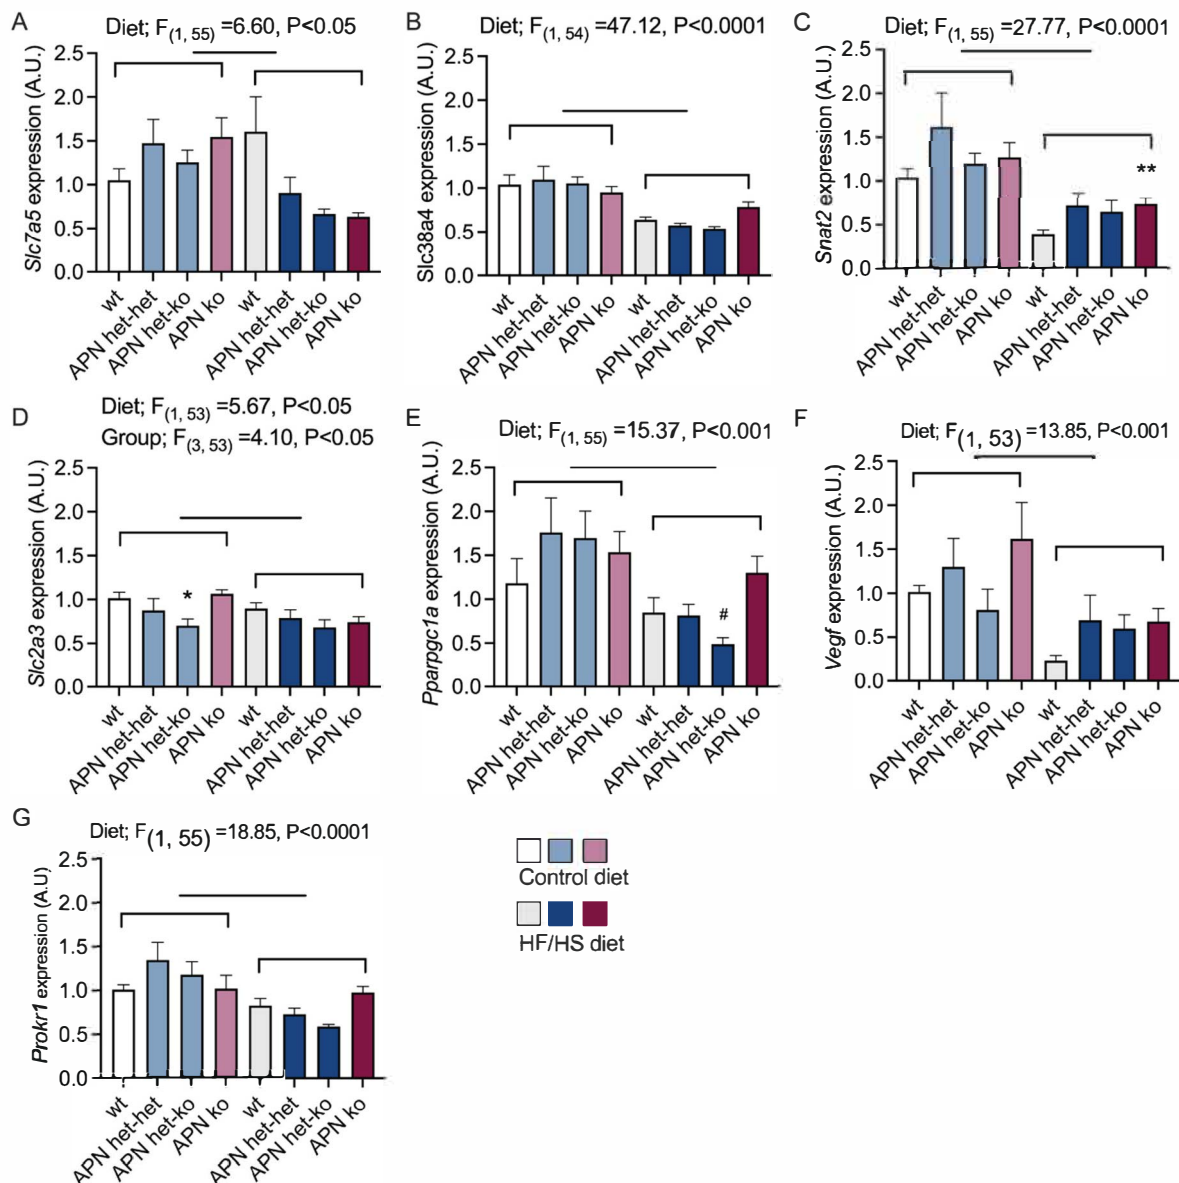 A
Diet; F(1, 55)=6.60, P<0.05
Slc7a5 expression (A.U.)
2.5
2.0
1.5
1.0
0.5
0.0
wt
APN het-het
APN het-ko
APN ko
wt
APN het-het
APN het-ko
APN ko
B
Diet; F(1, 54)=47.12, P<0.0001
Slc38a4 expression (A.U.)
2.5
2.0
1.5
1.0
0.5
0.0
wt
APN het-het
APN het-ko
APN ko
wt
APN het-het
APN het-ko
APN ko
C
Diet; F(1, 55)=27.77, P<0.0001
Snat2 expression (A.U.)
2.5
2.0
1.5
1.0
0.5
0.0
**
wt
APN het-het
APN het-ko
APN ko
wt
APN het-het
APN het-ko
APN ko
D
Diet; F(1, 53)=5.67, P<0.05
Group; F(3, 53)=4.10, P<0.05
Slc2a3 expression (A.U.)
2.5
2.0
1.5
1.0
0.5
0.0
*
wt
APN het-het
APN het-ko
APN ko
wt
APN het-het
APN het-ko
APN ko
E
Diet; F(1, 55)=15.37, P<0.001
Pparpgc1a expression (A.U.)
2.5
2.0
1.5
1.0
0.5
0.0
#
wt
APN het-het
APN het-ko
APN ko
wt
APN het-het
APN het-ko
APN ko
F
Diet; F(1, 53)=13.85, P<0.001
Vegf expression (A.U.)
2.5
2.0
1.5
1.0
0.5
0.0
wt
APN het-het
APN het-ko
APN ko
wt
APN het-het
APN het-ko
APN ko
G
Diet; F(1, 55)=18.85, P<0.0001
Prokr1 expression (A.U)
2.5
2.0
1.5
1.0
0.5
0.0
wt
APN het-het
APN het-ko
APN ko
wt
APN het-het
APN het-ko
APN ko
Control diet
HF/HS diet